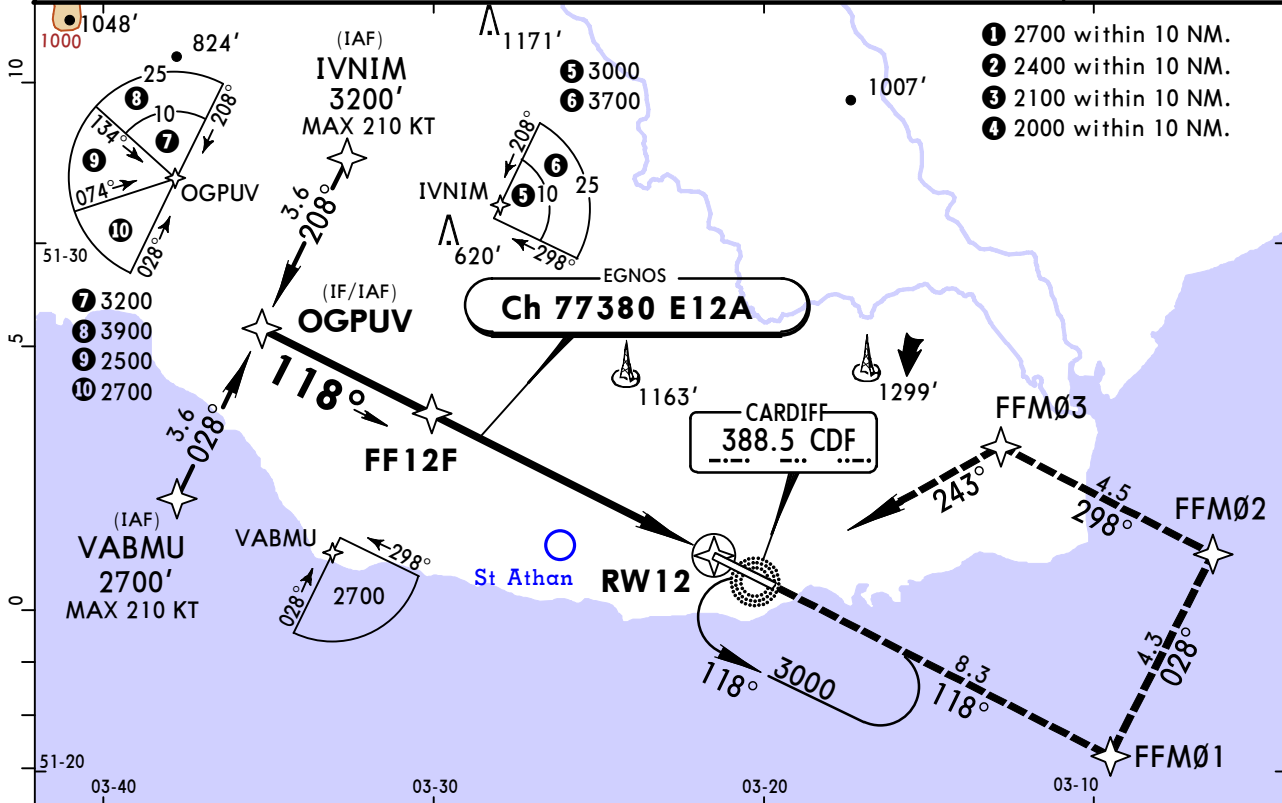 1048'
1000
824'
(IAF)
IVNIM
3200'
MAX 210 KT
1171'
❺ 3000
❻ 3700
1007'
❶ 2700 within 10 NM.
❷ 2400 within 10 NM.
❸ 2100 within 10 NM.
❹ 2000 within 10 NM.
10
25
❽
10
208°
134°
❼
❾
074°
OGPUV
❿
028°
51-30
3.6
208°
208°
❻
IVNIM
❺
10
25
620'
298°
❼ 3200
❽ 3900
❾ 2500
❿ 2700
(IF/IAF)
OGPUV
EGNOS
Ch 77380 E12A
5
118°
FF12F
1163'
1299'
CARDIFF
388.5 CDF
FFMØ3
243°
4.5
298°
FFMØ2
3.6
028°
(IAF)
VABMU
2700'
MAX 210 KT
VABMU
298°
028°
2700
St Athan
RW12
0
118°
3000
8.3
118°
4.3
028°
FFMØ1
51-20
03-40
03-30
03-20
03-10